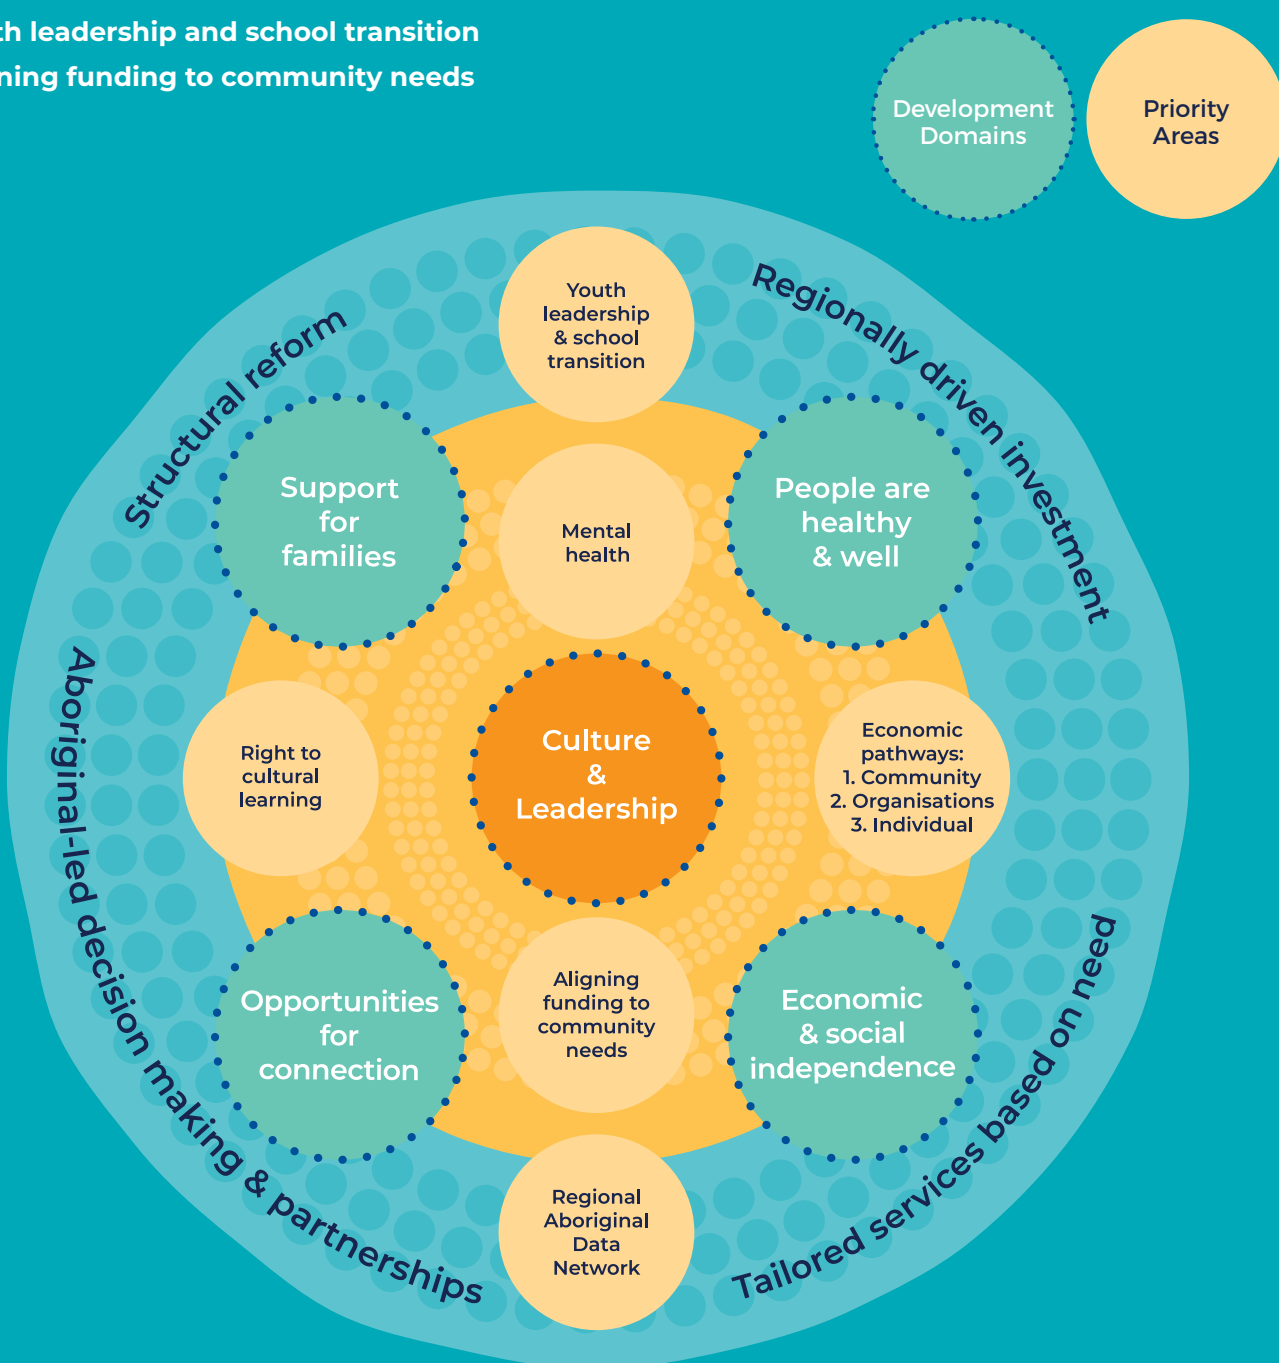 leadership and school transition
funding to community needs
Development
Domains
Priority
Areas
Youth
leadership
& school
transition
Structural reform
Regionally driven investment
Support
for
families
Mental
health
People are
healthy
& well
Aboriginal-led decision making & partnerships
Right to
cultural
learning
Culture
&
Leadership
Economic
pathways:
1. Community
2. Organisations
3. Individual
Opportunities
for
connection
Aligning
funding to
community
needs
Economic
& social
independence
Tailored services based on need
Regional
Aboriginal
Data
Network